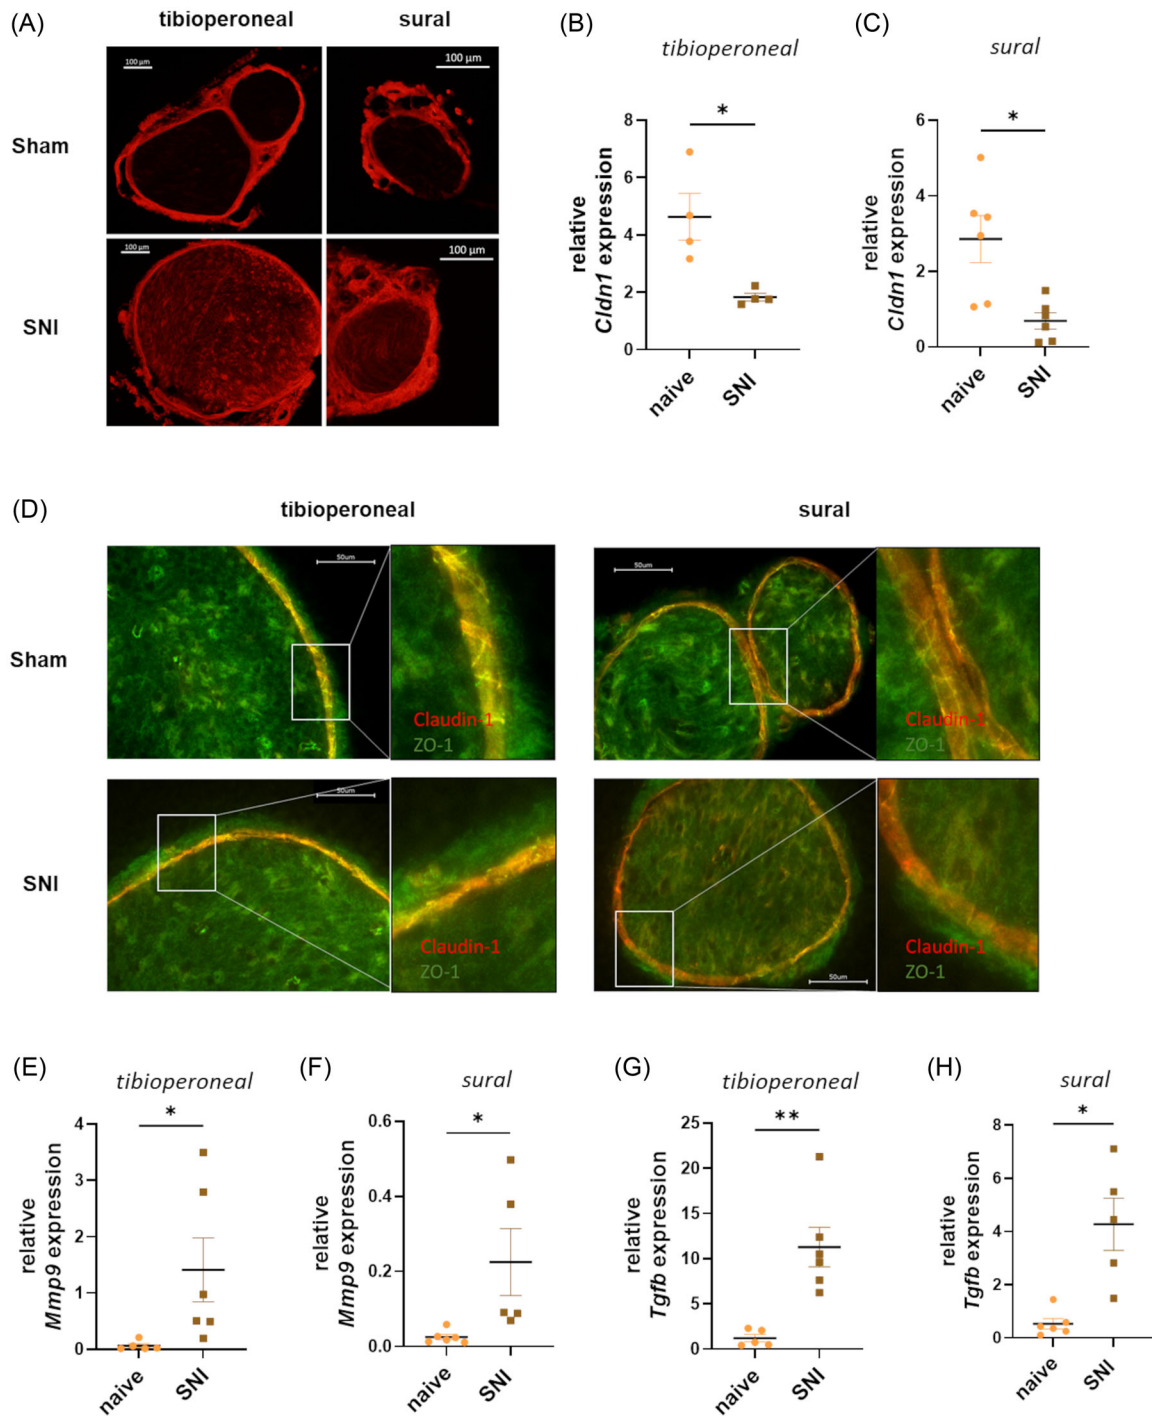 (A)
tibioperoneal
sural
Sham
SNI
100 µm
100 µm
100 µm
100 µm
(B)
tibioperoneal
*
relative
Cldn1 expression
8
6
4
2
0
naive
SNI
(C)
sural
*
relative
Cldn1 expression
6
4
2
0
naive
SNI
(D)
tibioperoneal
sural
Sham
50um
Claudin-1
ZO-1
50um
Claudin-1
ZO-1
SNI
50um
Claudin-1
ZO-1
50um
Claudin-1
ZO-1
(E)
tibioperoneal
*
relative
Mmp9 expression
4
3
2
1
0
naive
SNI
(F)
sural
*
relative
Mmp9 expression
0.6
0.4
0.2
0.0
naive
SNI
(G)
tibioperoneal
**
relative
Tgfb expression
25
20
15
10
5
0
naive
SNI
(H)
sural
*
relative
Tgfb expression
8
6
4
2
0
naive
SNI